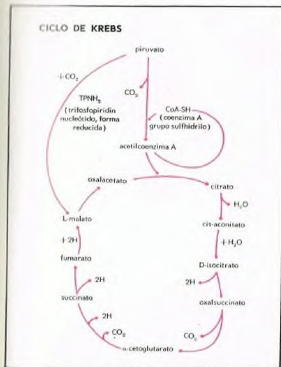 CICLO DE KREBS
piruvato
+CO₂
CO₂
TPNH₂
(trifosfopiridin
nucleócido, forma
reducida)
CoA-SH
(coenzima A
grupo sulfhidrilo)
acetilcoenzima A
oxalacetato
citrato
H₂O
L-malato
cis-aconitato
+2H
+H₂O
fumarato
D-isocitrato
2H
2H
succinato
oxalsuccinato
2H
CO₂
CO₂
α-cetoglutarato